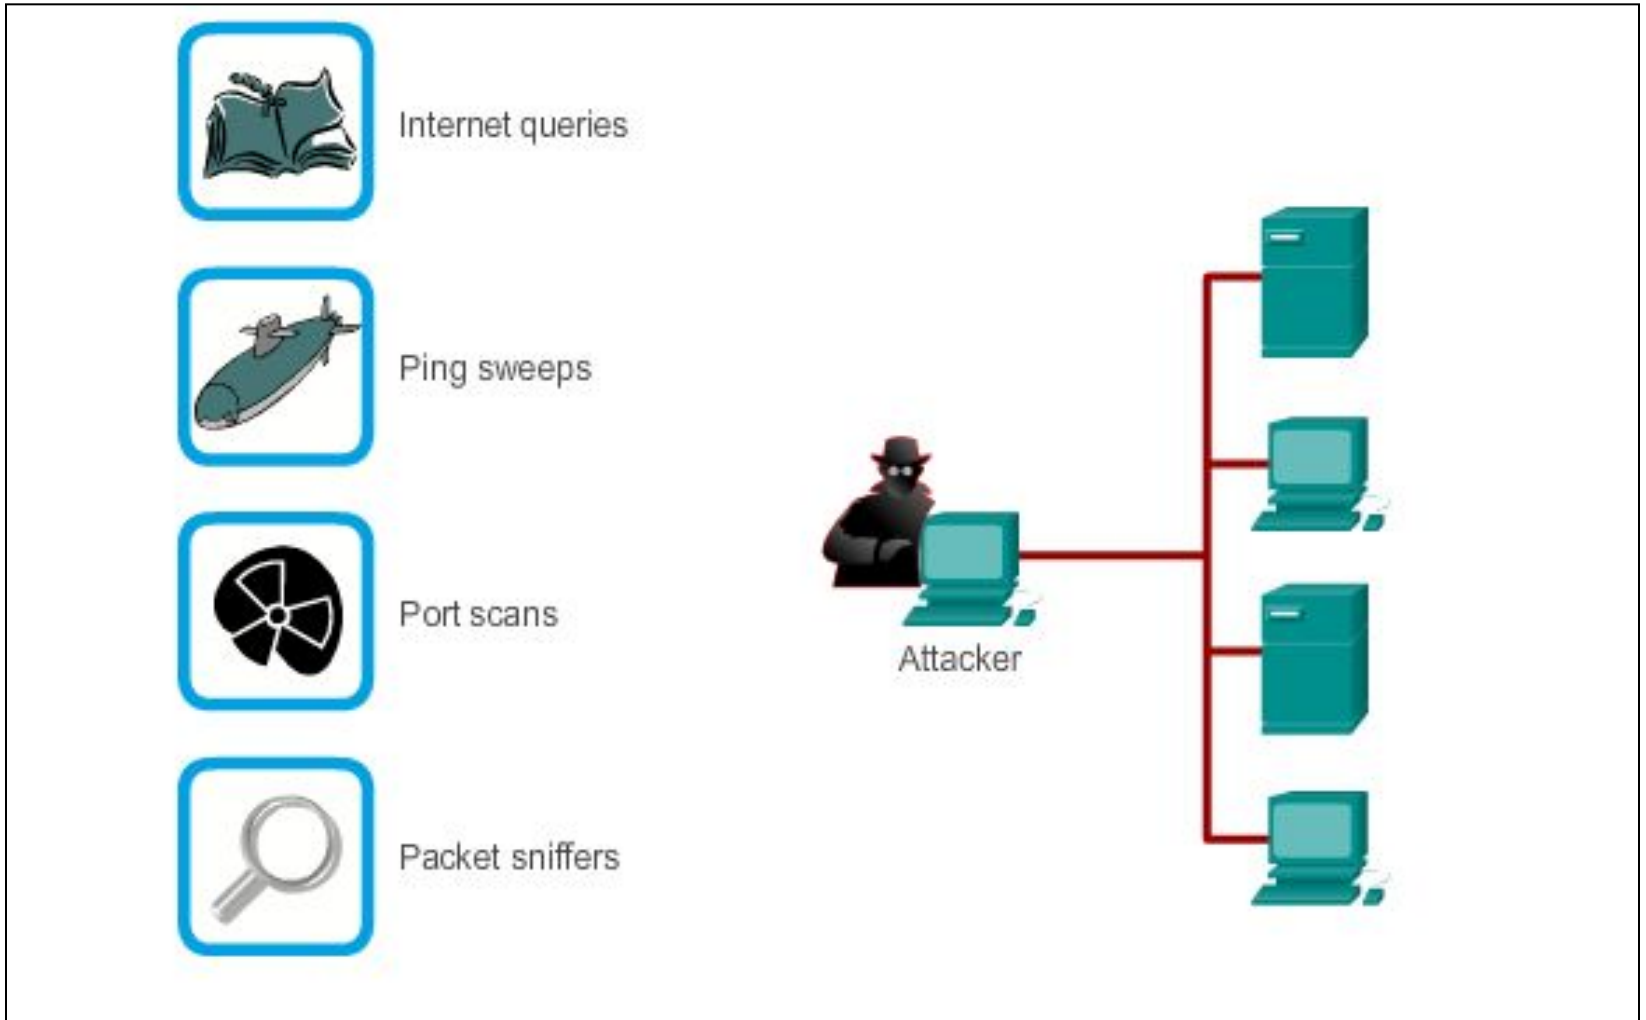 Internet queries
Ping sweeps
Port scans
Packet sniffers
Attacker